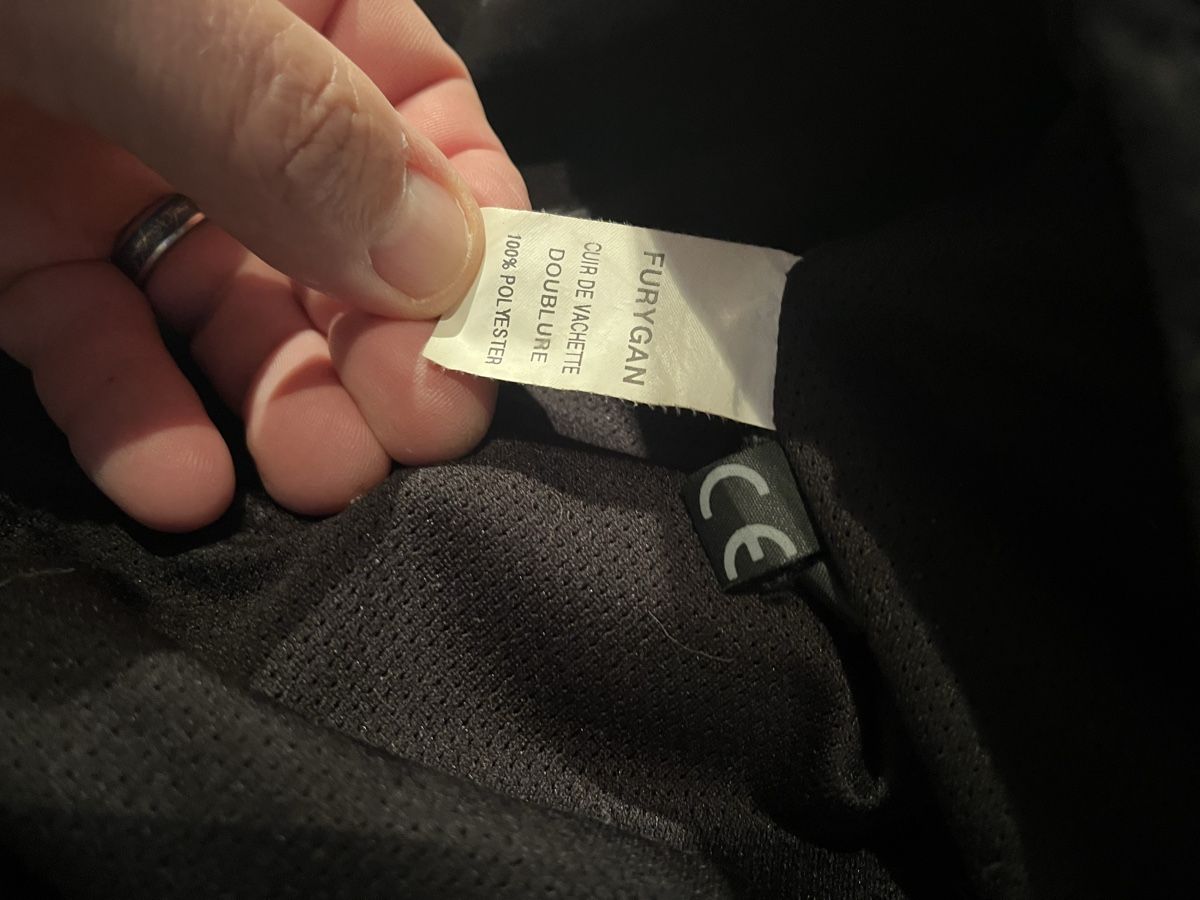 FURYGAN
CUIR DE VACHETTE
DOUBLURE
100% POLYESTER
CE